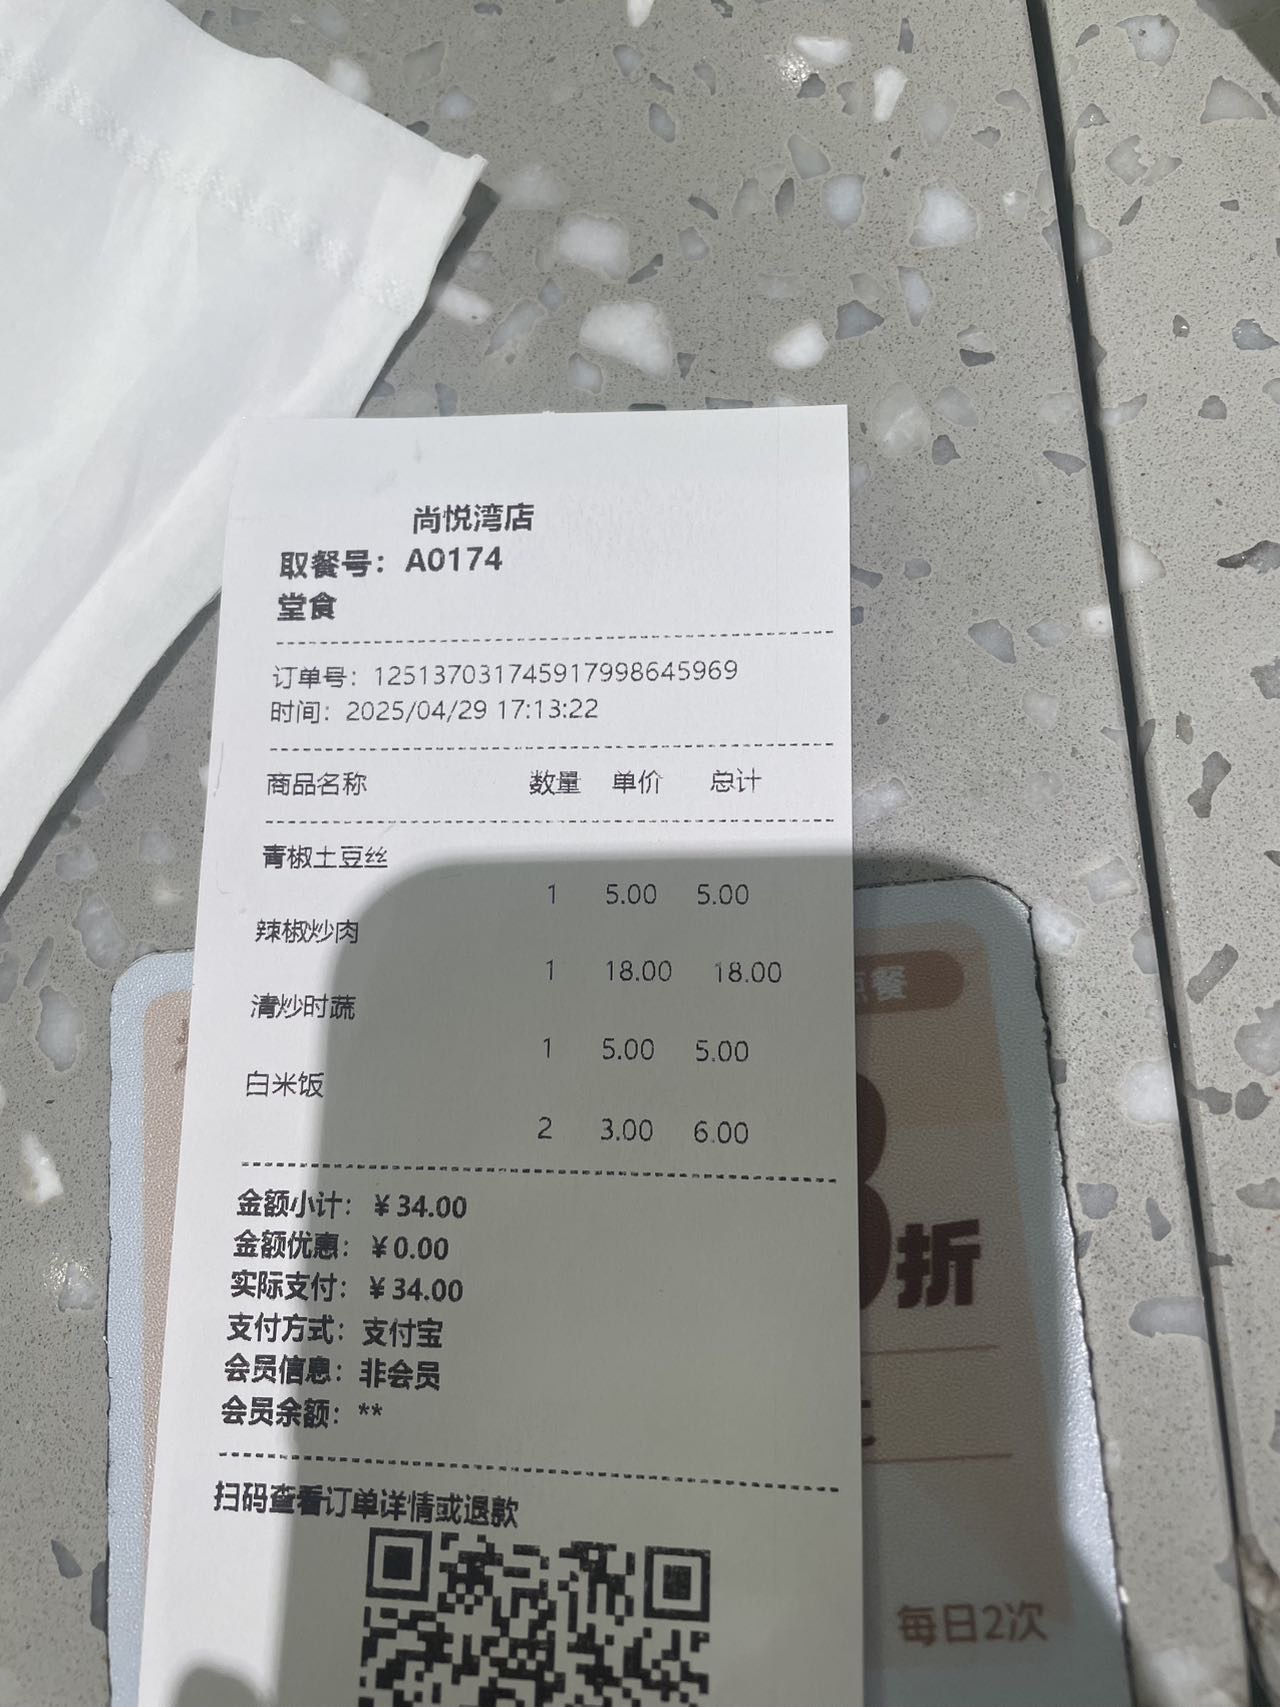 尚悦湾店
取餐号：A0174
堂食
订单号：12513703174591799864​5969
时间：2025/04/29 17:13:22
商品名称 数量 单价 总计
青椒土豆丝
1 5.00 5.00
辣椒炒肉
1 18.00 18.00
清炒时蔬
1 5.00 5.00
白米饭
2 3.00 6.00
金额小计：￥34.00
金额优惠：￥0.00
实际支付：￥34.00
支付方式：支付宝
会员信息：非会员
会员余额：**
扫码查看订单详情或退款
餐
折
每日2次